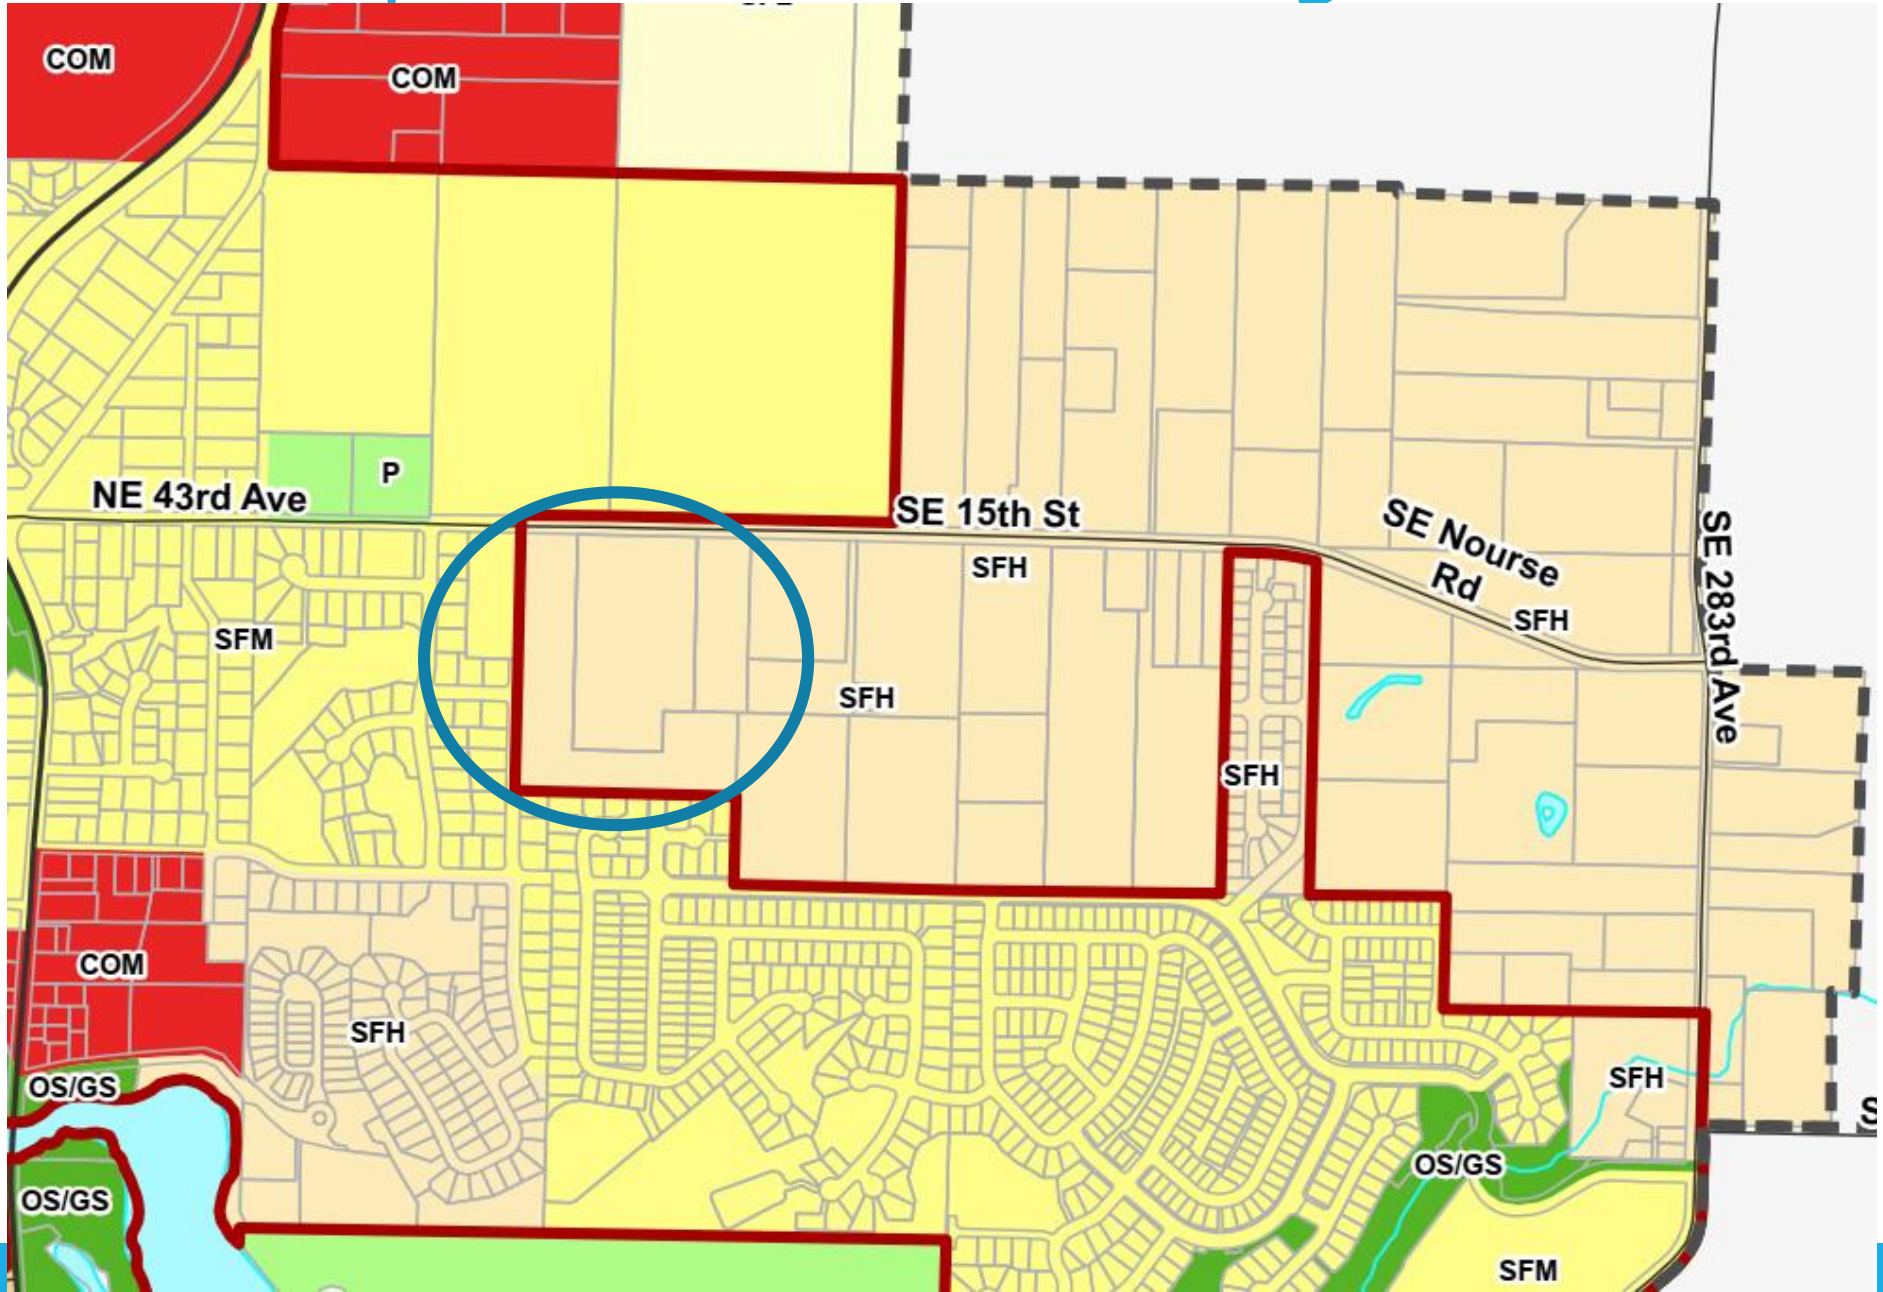 COM
COM
P
NE 43rd Ave
SE 15th St
SE Nourse
Rd
SE 283rd Ave
SFH
SFH
SFM
SFH
SFH
COM
SFH
SFH
OS/GS
OS/GS
OS/GS
SFM